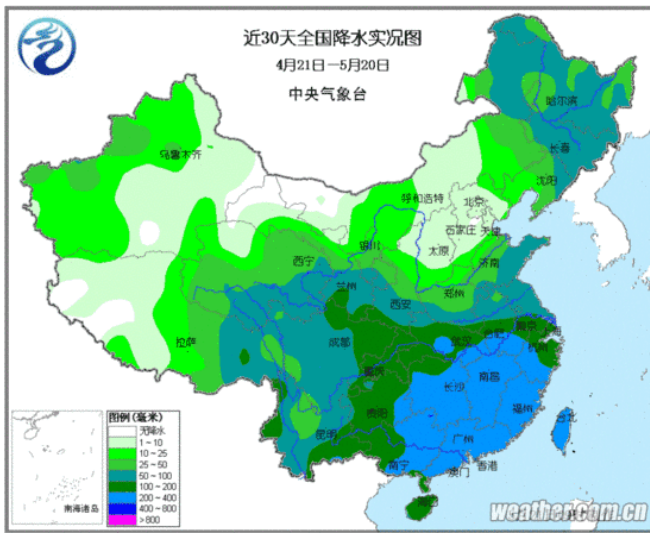 近30天全国降水实况图
4月21日—5月20日
中央气象台
哈尔滨
长春
乌鲁木齐
沈阳
呼和浩特
北京
石家庄
天津
太原
银川
西宁
济南
兰州
西安
郑州
拉萨
成都
武汉
合肥
南京
上海
杭州
重庆
长沙
南昌
贵阳
福州
昆明
台北
广州
南宁
香港
澳门
海口
图例(毫米)
无降水
1~10
10~25
25~50
50~100
100~200
200~400
400~800
>800
南海诸岛
weather.com.cn